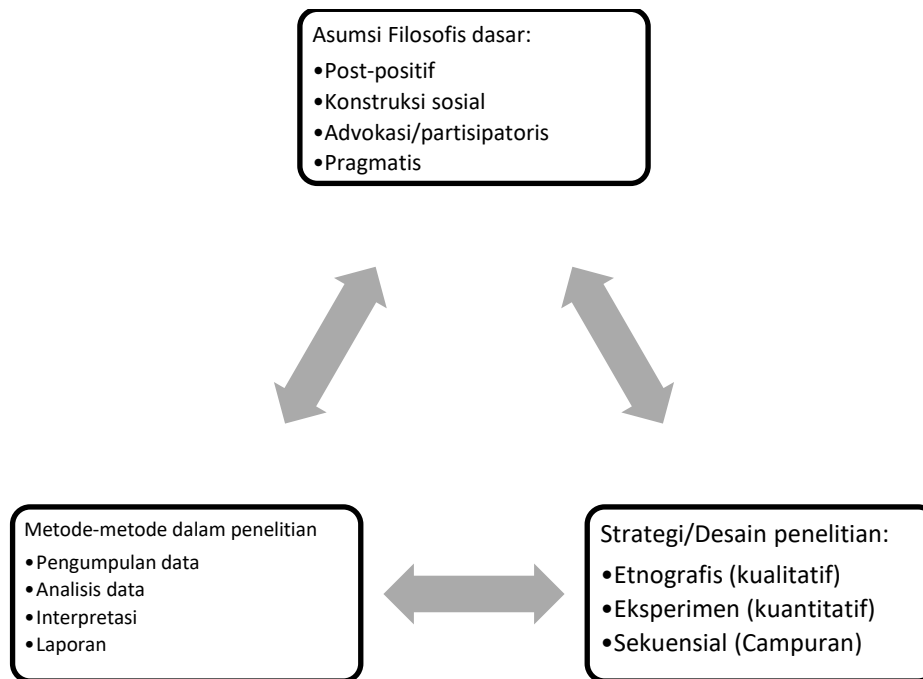 Asumsi Filosofis dasar:
•Post-positif
•Konstruksi sosial
•Advokasi/partisipatoris
•Pragmatis
Metode-metode dalam penelitian
•Pengumpulan data
•Analisis data
•Interpretasi
•Laporan
Strategi/Desain penelitian:
•Etnografis (kualitatif)
•Eksperimen (kuantitatif)
•Sekuensial (Campuran)